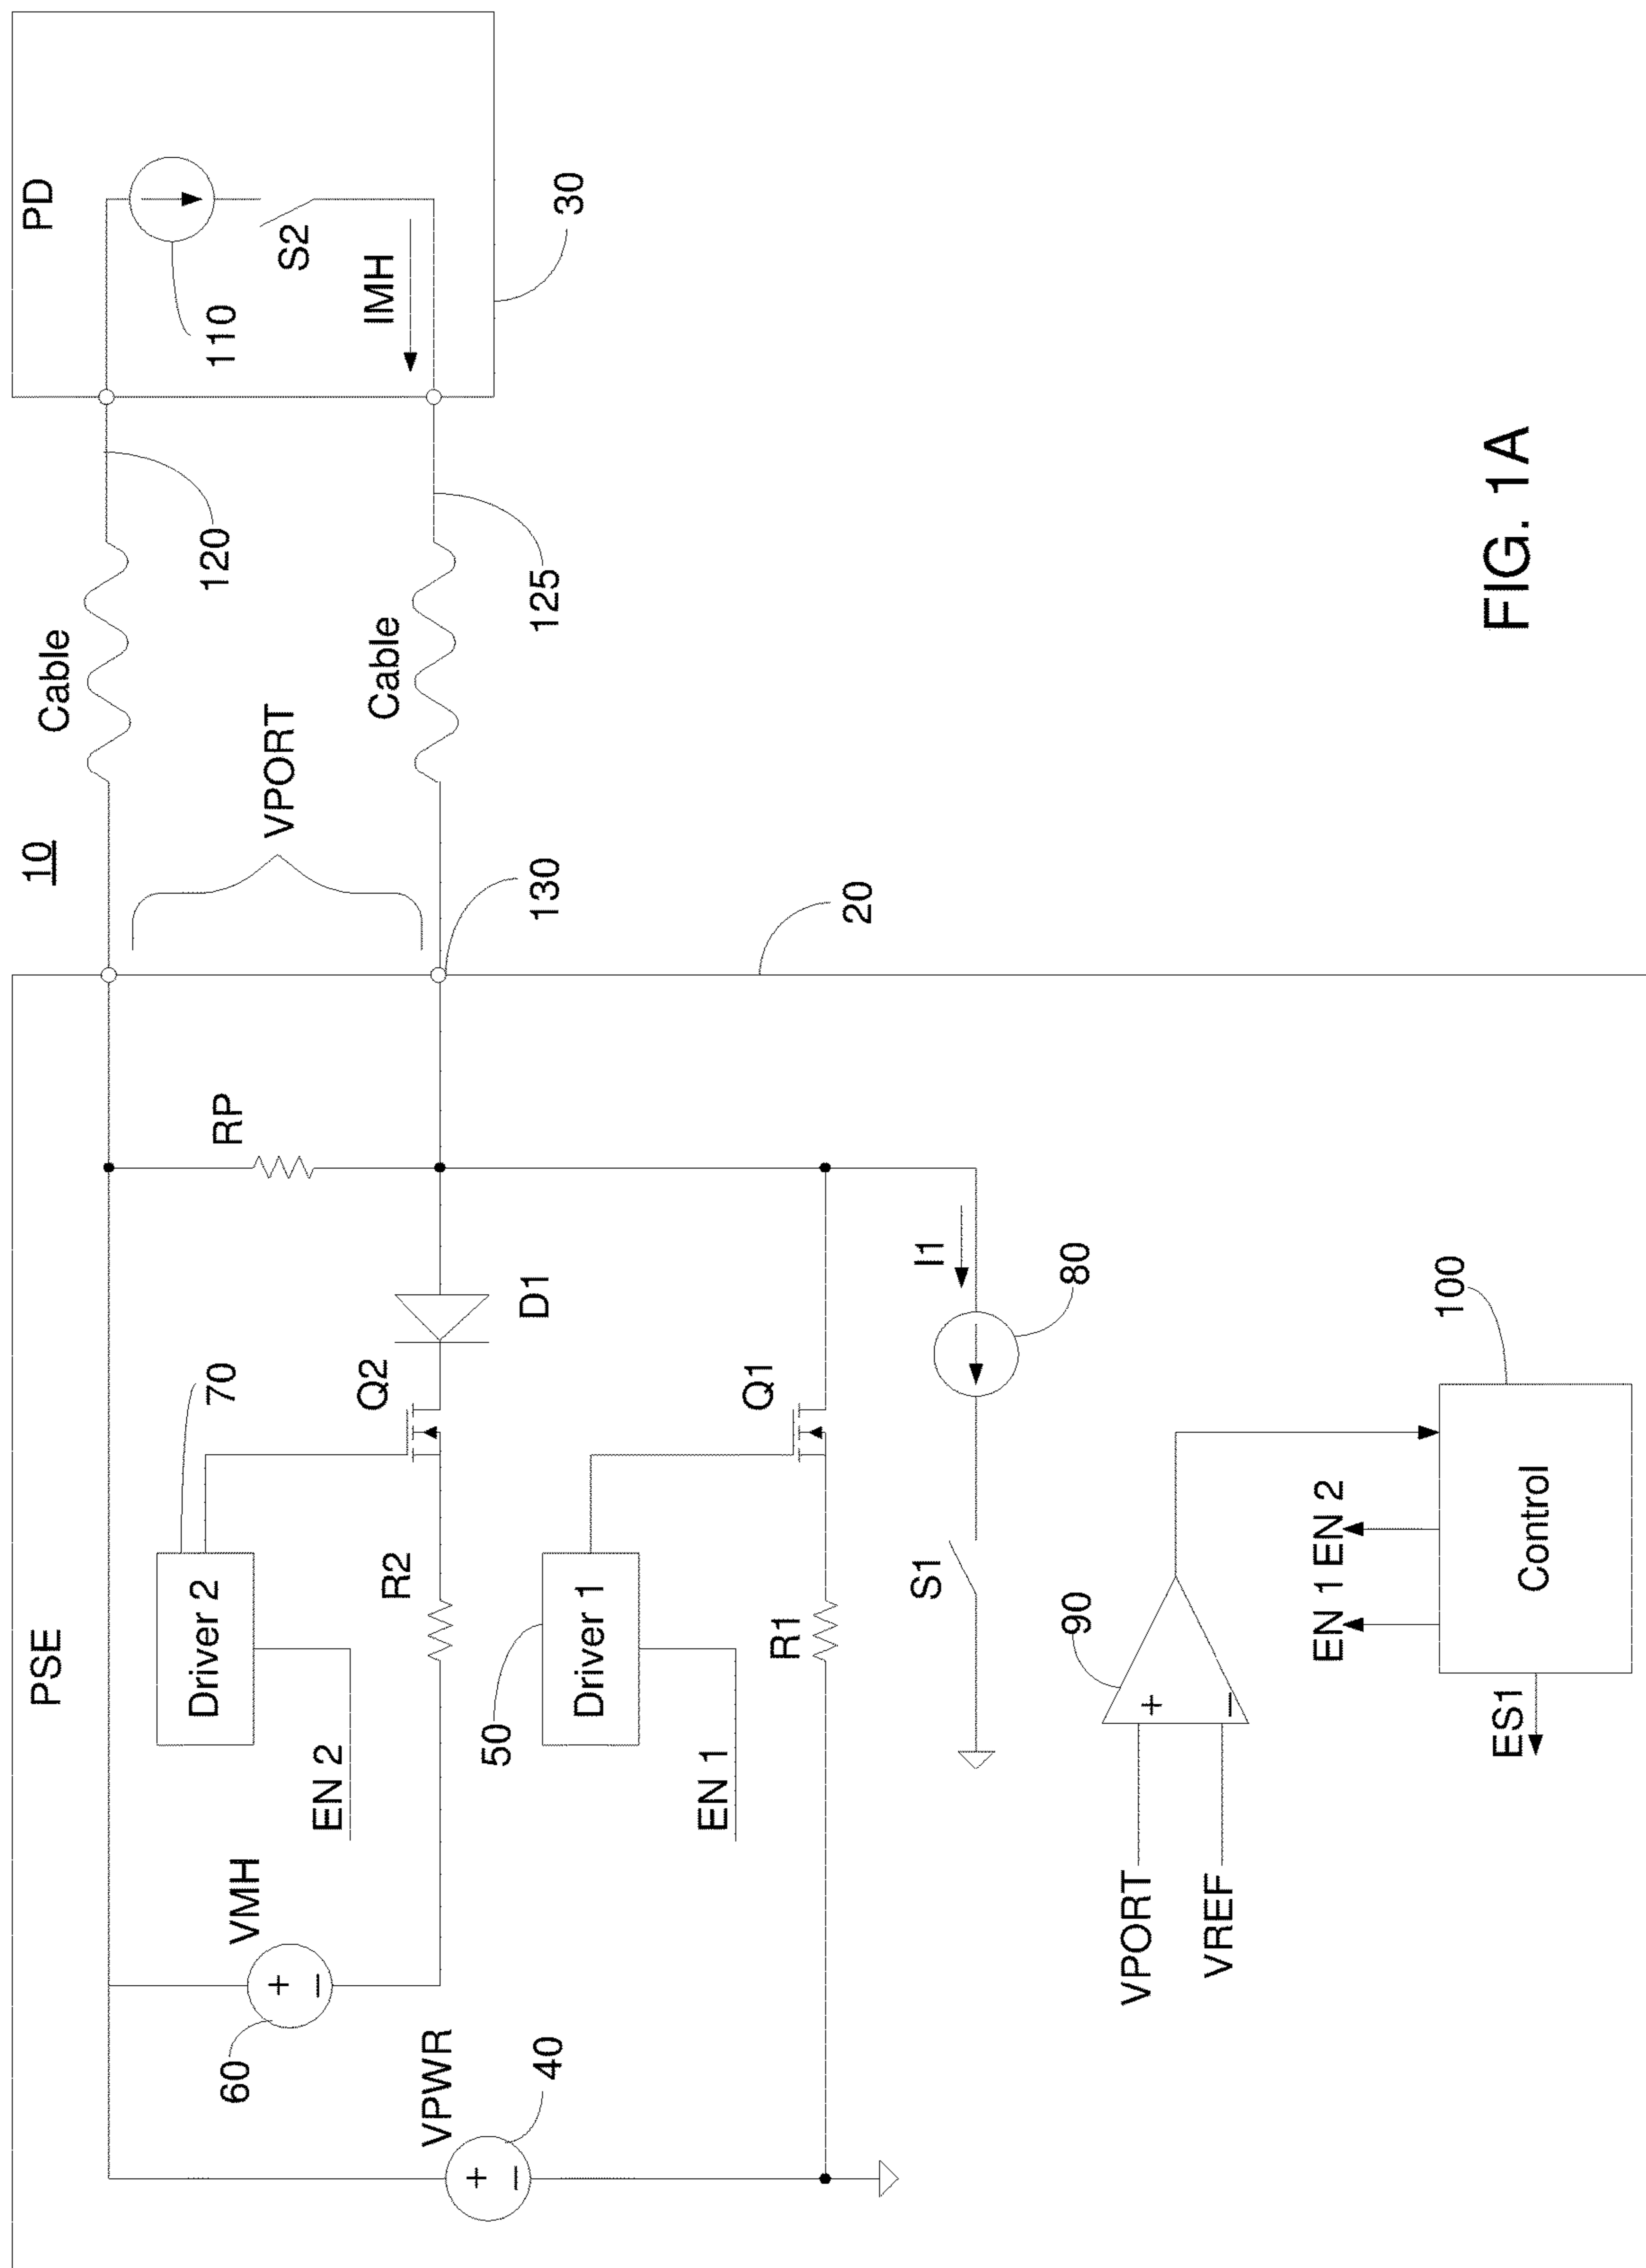 10
PSE
PD
VMH
60
VPWR
40
Driver 2
70
EN 2
R2
Q2
D1
RP
VPORT
Cable
Cable
120
125
130
110
S2
IMH
30
Driver 1
50
EN 1
R1
Q1
S1
I1
80
20
VPORT
VREF
+
−
90
EN 1
EN 2
ES1
Control
100
+
−
+
−
FIG. 1A